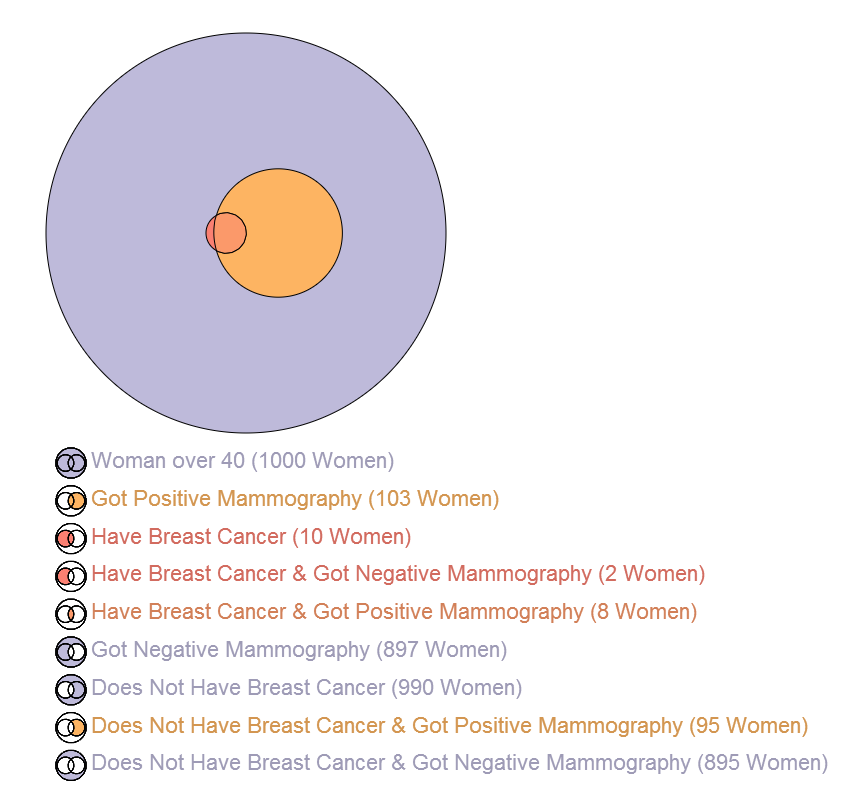 Woman over 40 (1000 Women)
Got Positive Mammography (103 Women)
Have Breast Cancer (10 Women)
Have Breast Cancer & Got Negative Mammography (2 Women)
Have Breast Cancer & Got Positive Mammography (8 Women)
Got Negative Mammography (897 Women)
Does Not Have Breast Cancer (990 Women)
Does Not Have Breast Cancer & Got Positive Mammography (95 Women)
Does Not Have Breast Cancer & Got Negative Mammography (895 Women)